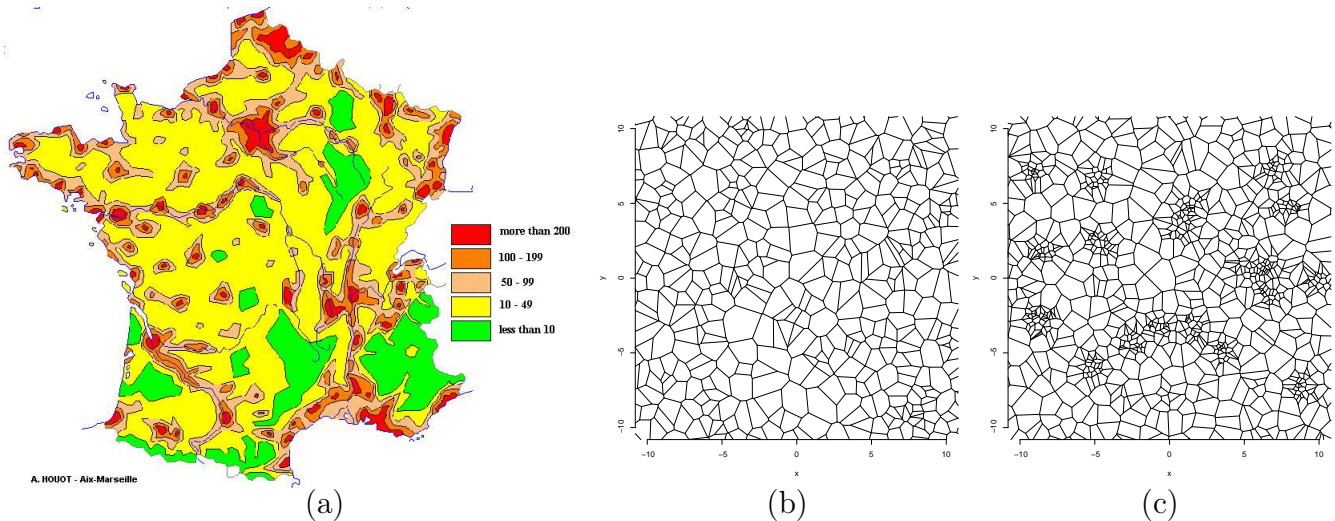 more than 200
100 - 199
50 - 99
10 - 49
less than 10
A. HOUOT - Aix-Marseille
(a)
10
5
0
-5
-10
y
-10 -5 0 5 10
x
(b)
10
5
0
-5
-10
y
-10 -5 0 5 10
x
(c)